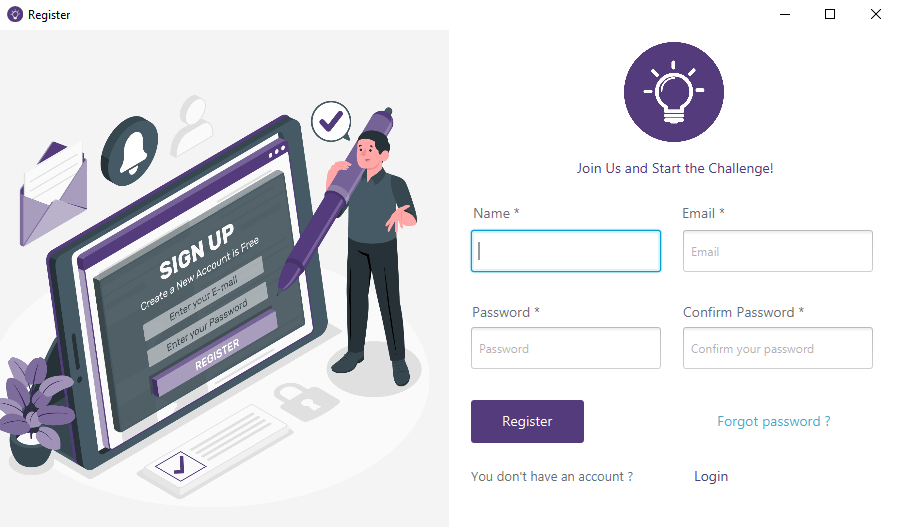 Register
SIGN UP
Create a New Account is Free
Enter your E-mail
Enter your Password
REGISTER
Join Us and Start the Challenge!
Name * Email *
Email
Password * Confirm Password *
Password Confirm your password
Register Forgot password ?
You don't have an account ? Login